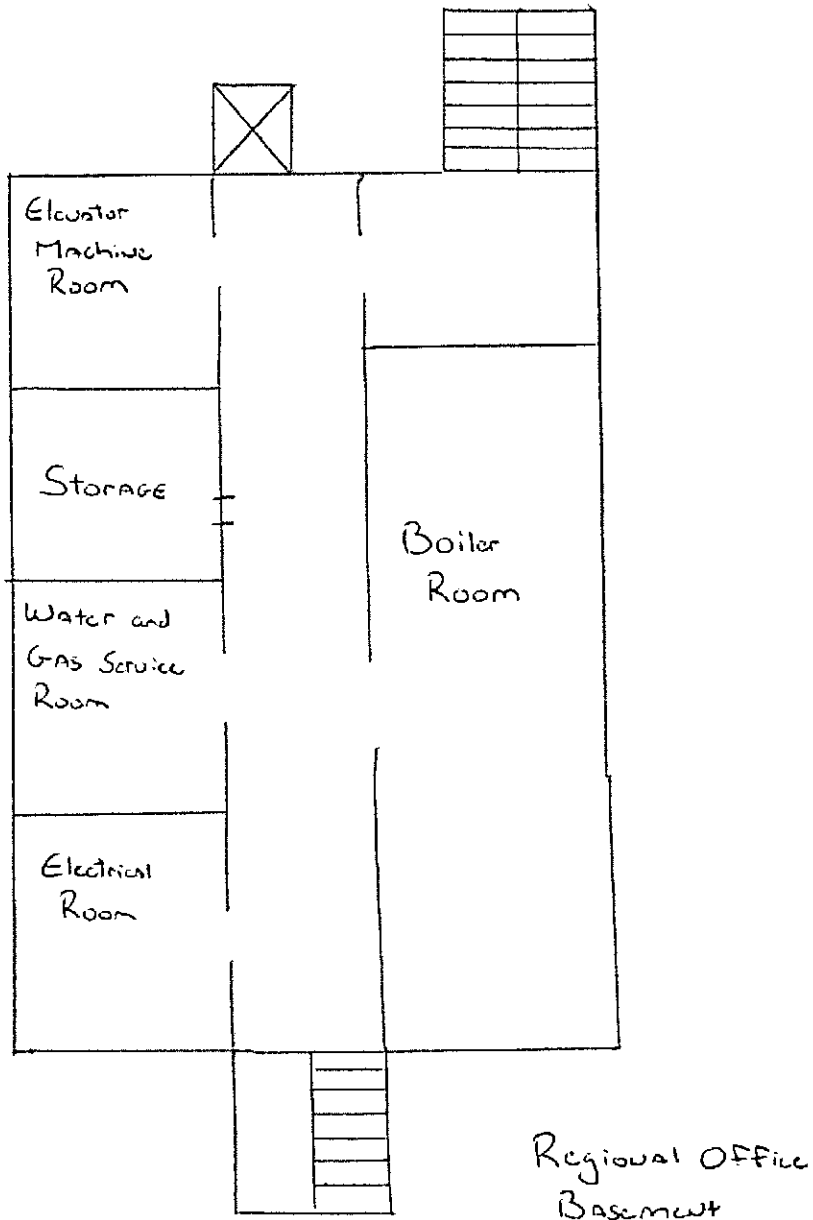 Elevator
Machine
Room
Storage
Boiler
Room
Water and
Gas Service
Room
Electrical
Room
Regional Office
Basement